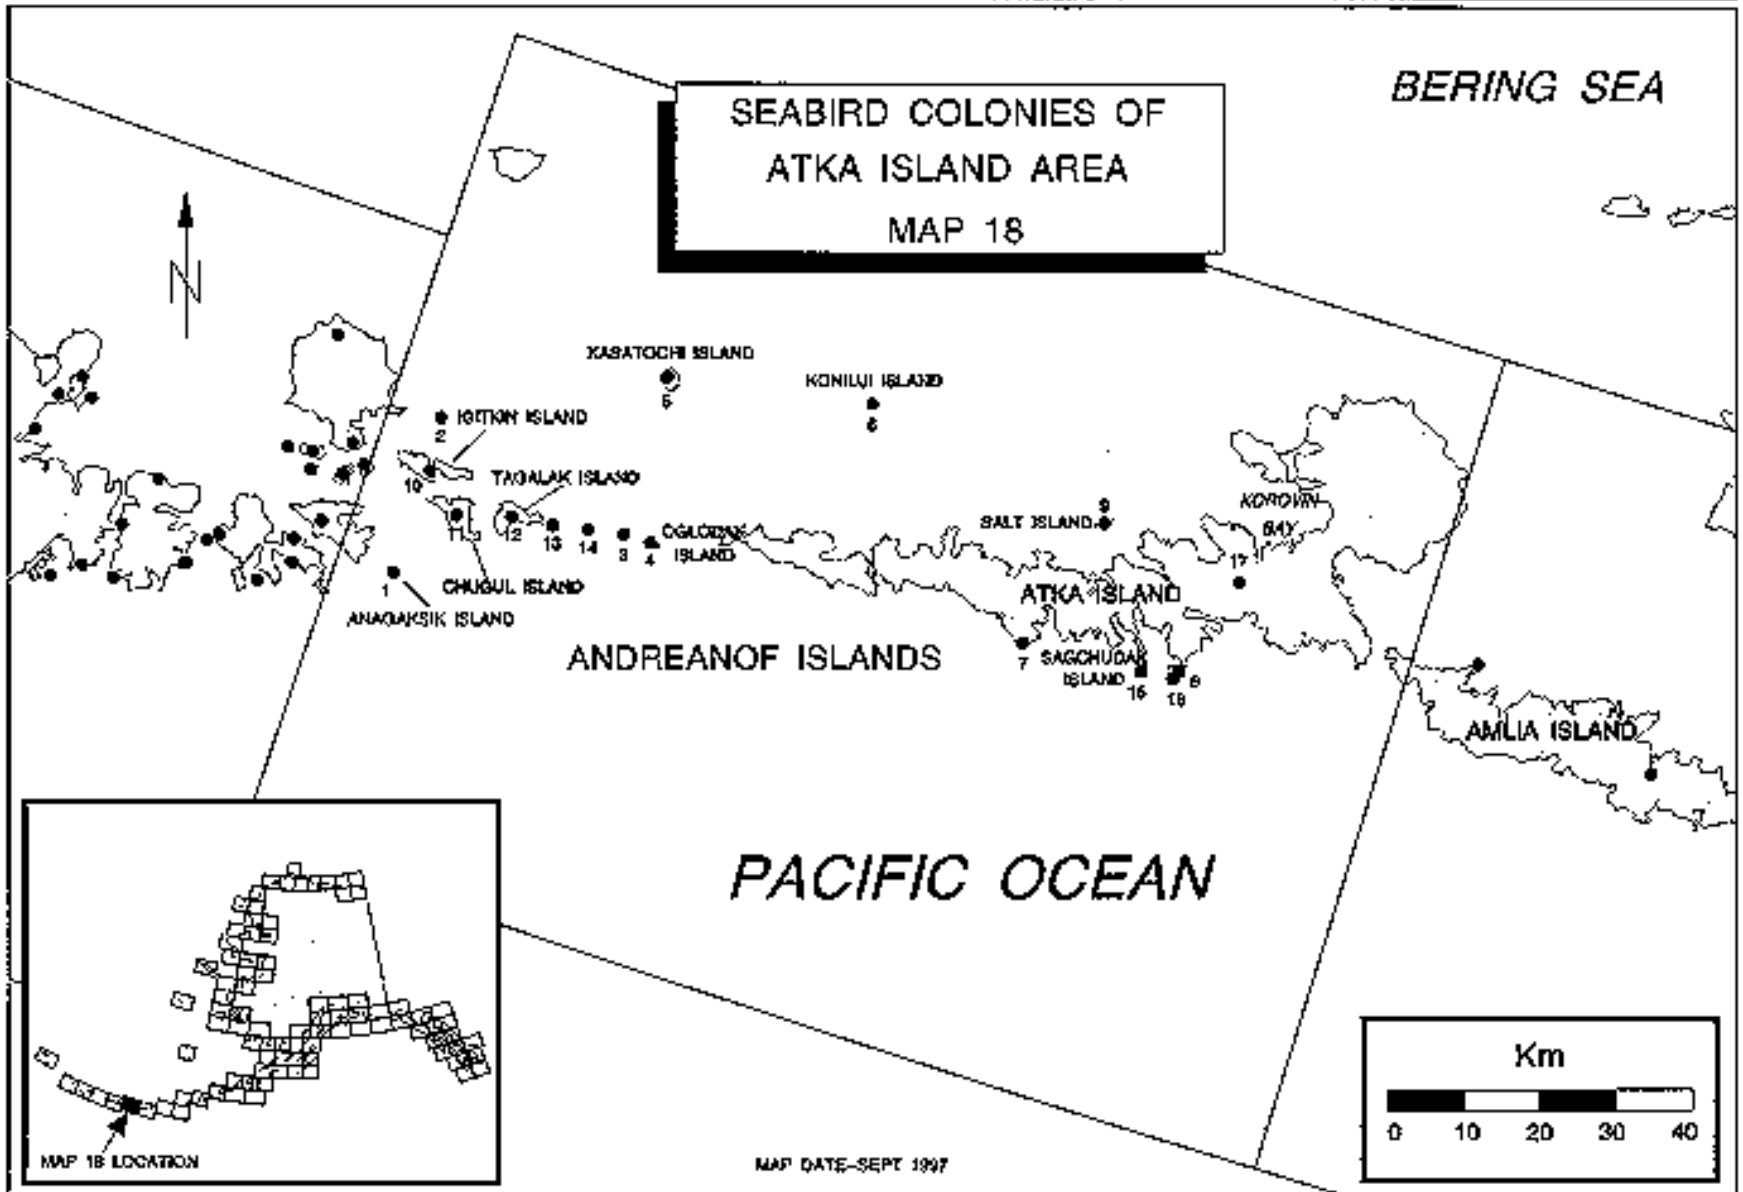 SEABIRD COLONIES OF
ATKA ISLAND AREA
MAP 18
BERING SEA
N
KASATOCHI ISLAND
5
KONIUJI ISLAND
6
2
IGITKIN ISLAND
10
TAGALAK ISLAND
11
12
13
14
3
4
OGLODAK
ISLAND
1
CHUGUL ISLAND
ANAGAKSIK ISLAND
9
SALT ISLAND
KOROVIN
BAY
17
ATKA ISLAND
7
SAGCHUDAK
ISLAND
18
ANDREANOF ISLANDS
AMLIA ISLAND
PACIFIC OCEAN
MAP 18 LOCATION
MAP DATE-SEPT 1997
Km
0 10 20 30 40